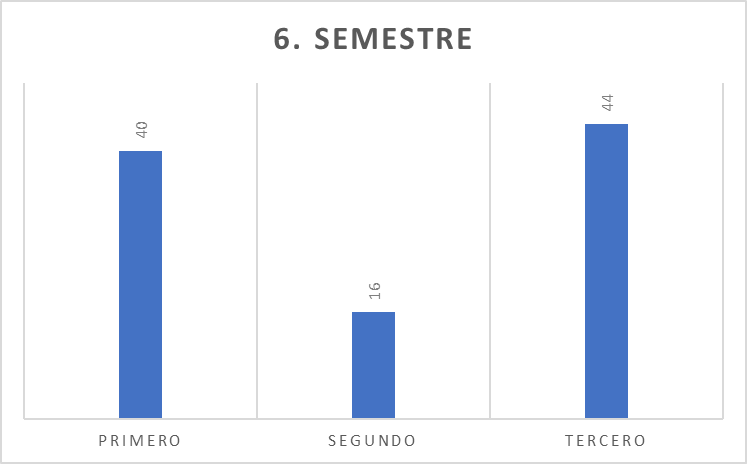 6. SEMESTRE
40
16
44
PRIMERO
SEGUNDO
TERCERO